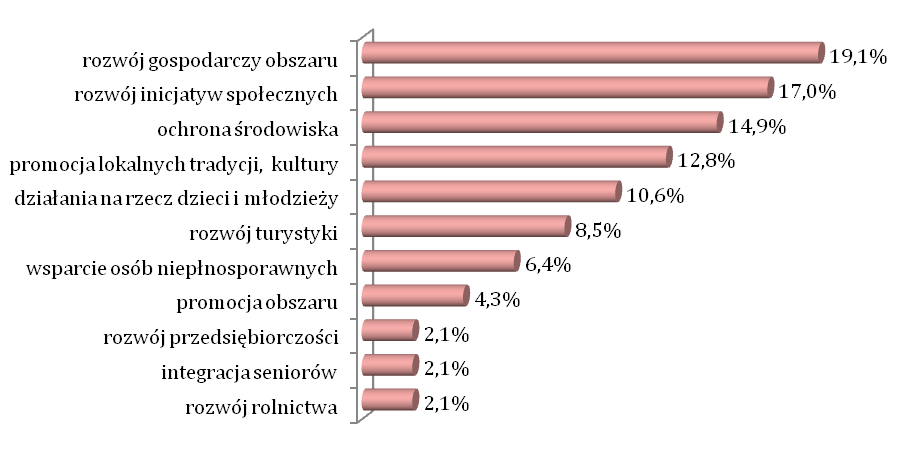 rozwój gospodarczy obszaru 19,1%
rozwój inicjatyw społecznych 17,0%
ochrona środowiska 14,9%
promocja lokalnych tradycji, kultury 12,8%
działania na rzecz dzieci i młodzieży 10,6%
rozwój turystyki 8,5%
wsparcie osób niepłnosporawnych 6,4%
promocja obszaru 4,3%
rozwój przedsiębiorczości 2,1%
integracja seniorów 2,1%
rozwój rolnictwa 2,1%